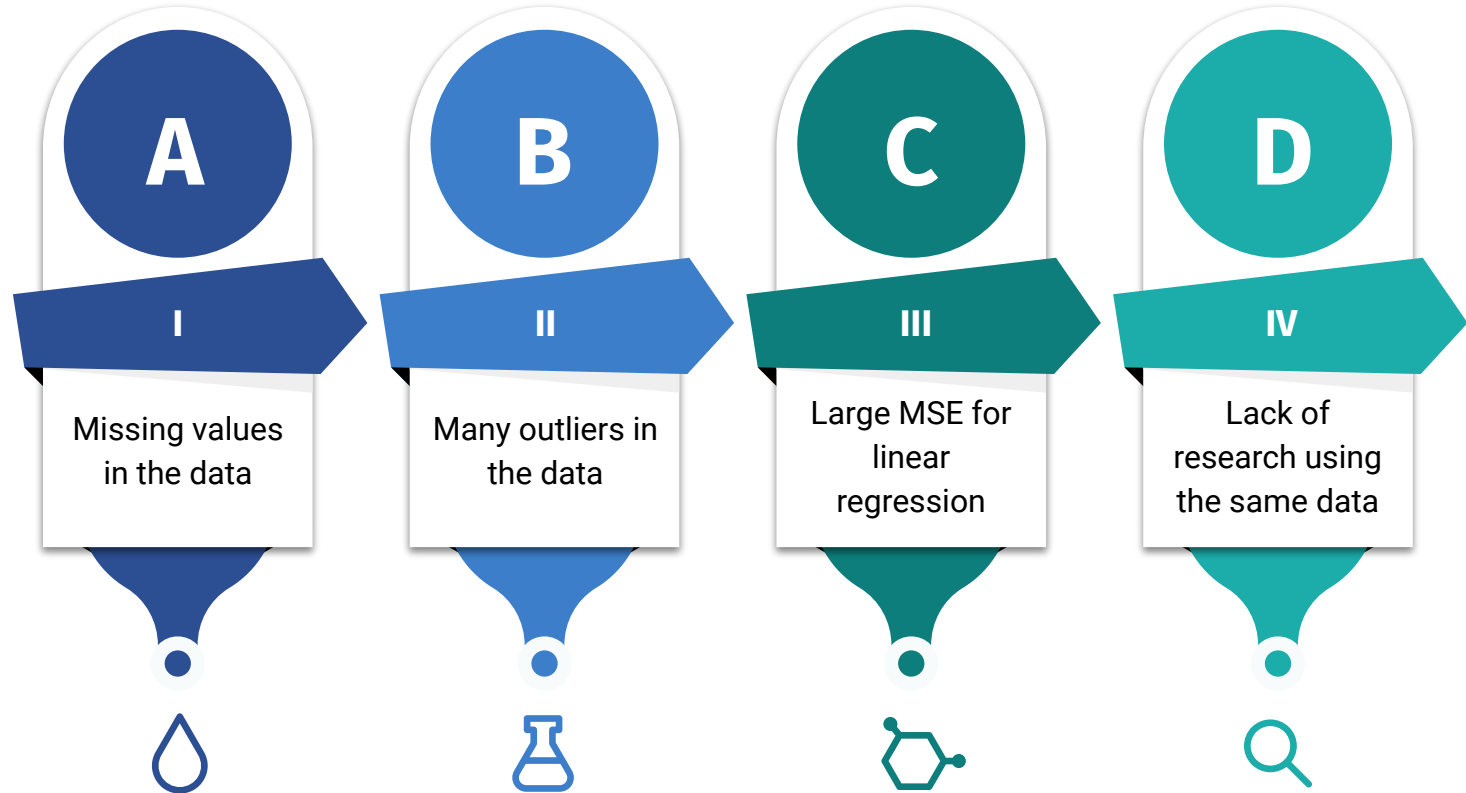 A
I
Missing values
in the data
B
II
Many outliers in
the data
C
III
Large MSE for
linear
regression
D
IV
Lack of
research using
the same data